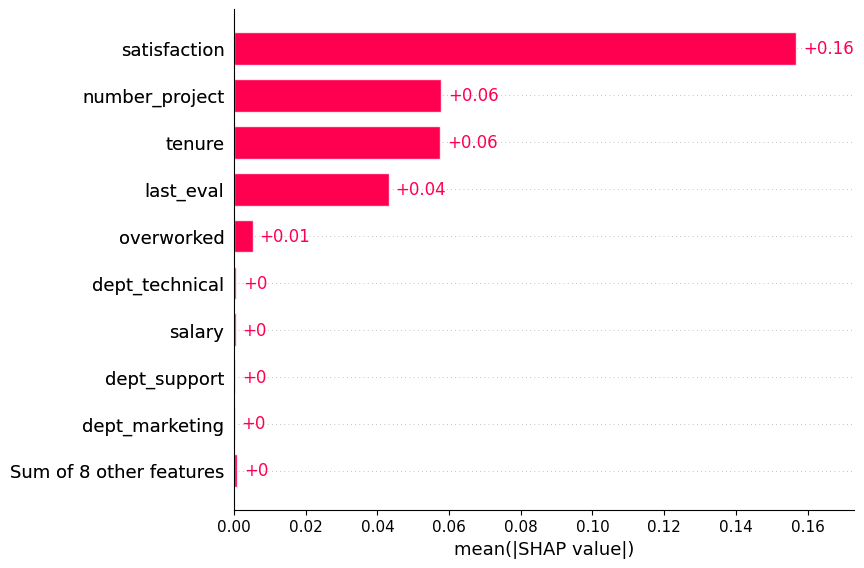 satisfaction +0.16
number_project +0.06
tenure +0.06
last_eval +0.04
overworked +0.01
dept_technical +0
salary +0
dept_support +0
dept_marketing +0
Sum of 8 other features +0
0.00 0.02 0.04 0.06 0.08 0.10 0.12 0.14 0.16
mean(|SHAP value|)